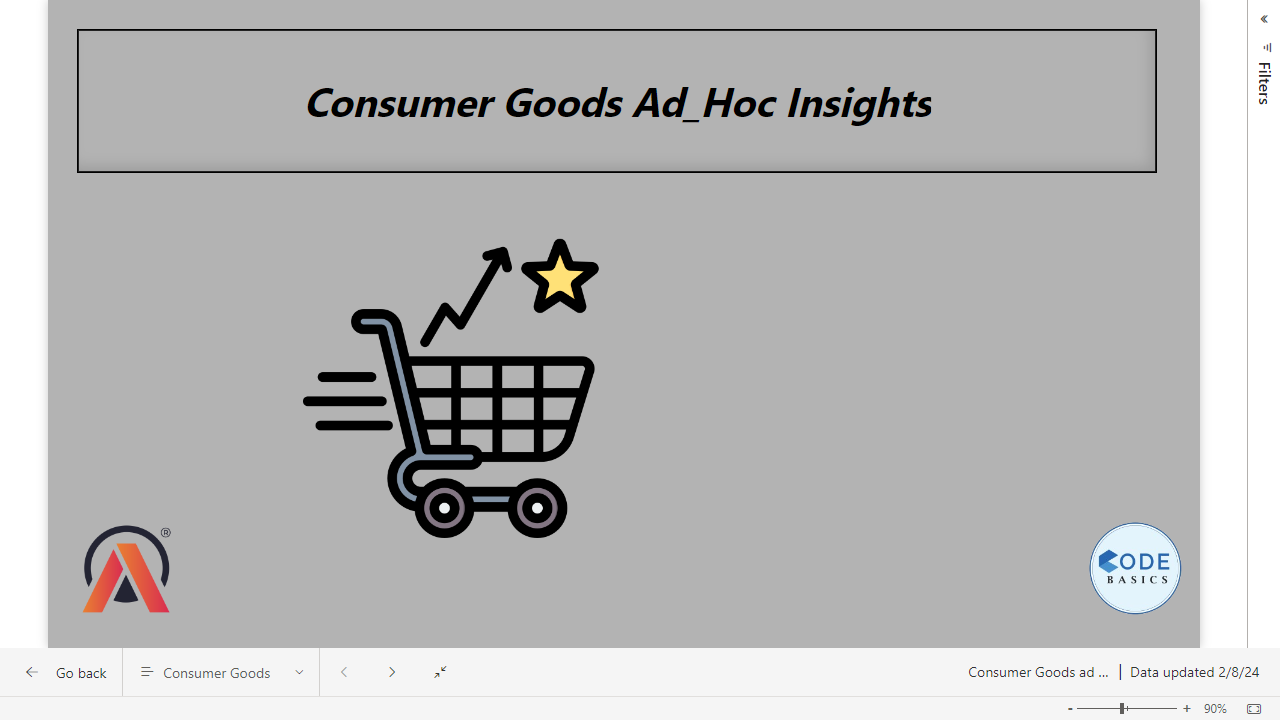 Consumer Goods Ad_Hoc Insights
Filters
®
CODE
BASICS
Go back
Consumer Goods
Consumer Goods ad ... | Data updated 2/8/24
- + 90%